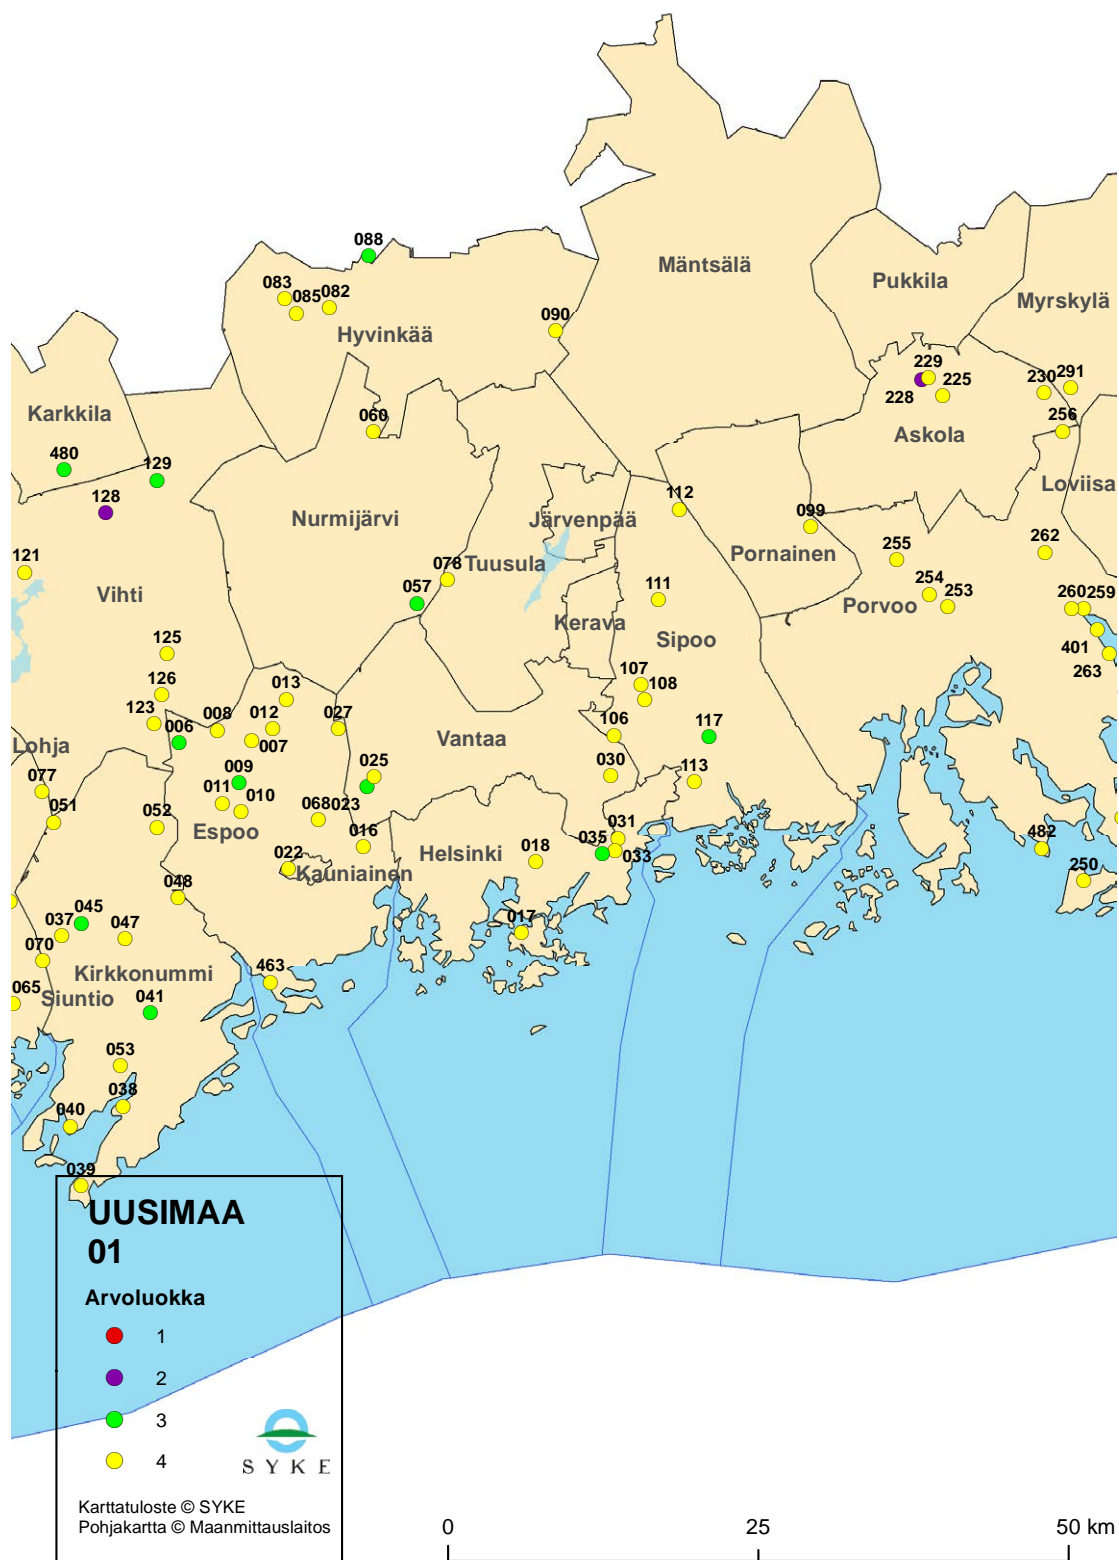 088
Mäntsälä
Pukkila
083
085
082
Myrskylä
090
Hyvinkää
229
230
291
228
225
Karkkila
060
256
Askola
480
129
Loviisa
128
112
Nurmijärvi
Järvenpää
099
Pornainen
262
121
078
Tuusula
255
Vihti
057
111
254
253
Porvoo
260
259
Kerava
Sipoo
125
401
107
263
126
013
108
123
008
012
027
106
117
006
007
Vantaa
Lohja
009
025
030
077
113
011
010
051
052
068
023
Espoo
016
018
031
035
033
482
Helsinki
022
Kauniainen
250
048
045
037
047
017
070
463
Kirkkonummi
065
Siuntio
041
053
038
040
039
UUSIMAA
01
Arvoluokka
1
2
3
4
SYKE
Karttatuloste © SYKE
Pohjakartta © Maanmittauslaitos
0
25
50 km